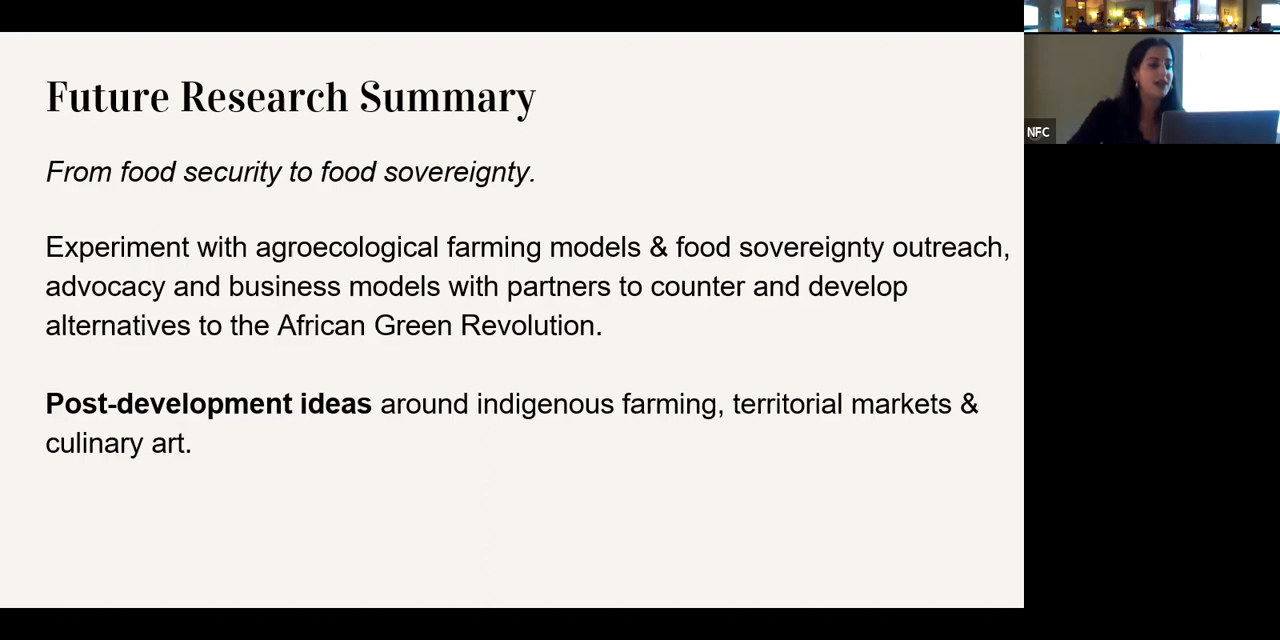 Future Research Summary
From food security to food sovereignty.
Experiment with agroecological farming models & food sovereignty outreach,
advocacy and business models with partners to counter and develop
alternatives to the African Green Revolution.
Post-development ideas around indigenous farming, territorial markets &
culinary art.
NFC